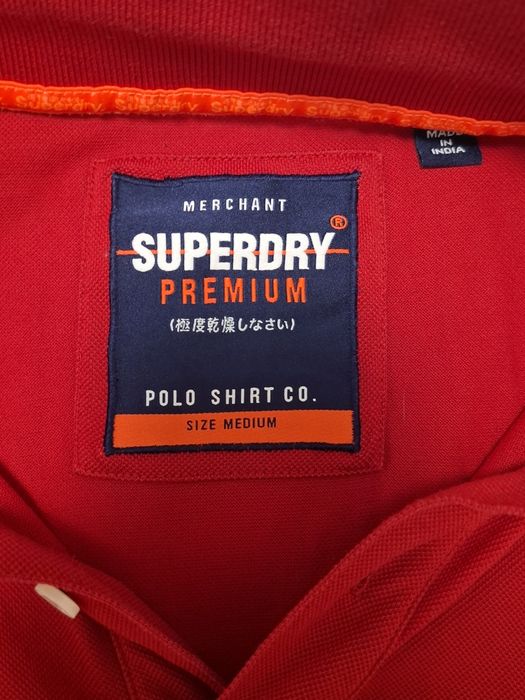 superdry superdry superdry
MADE
IN
INDIA
MERCHANT
SUPERDRY®
PREMIUM
(極度乾燥しなさい)
POLO SHIRT CO.
SIZE MEDIUM